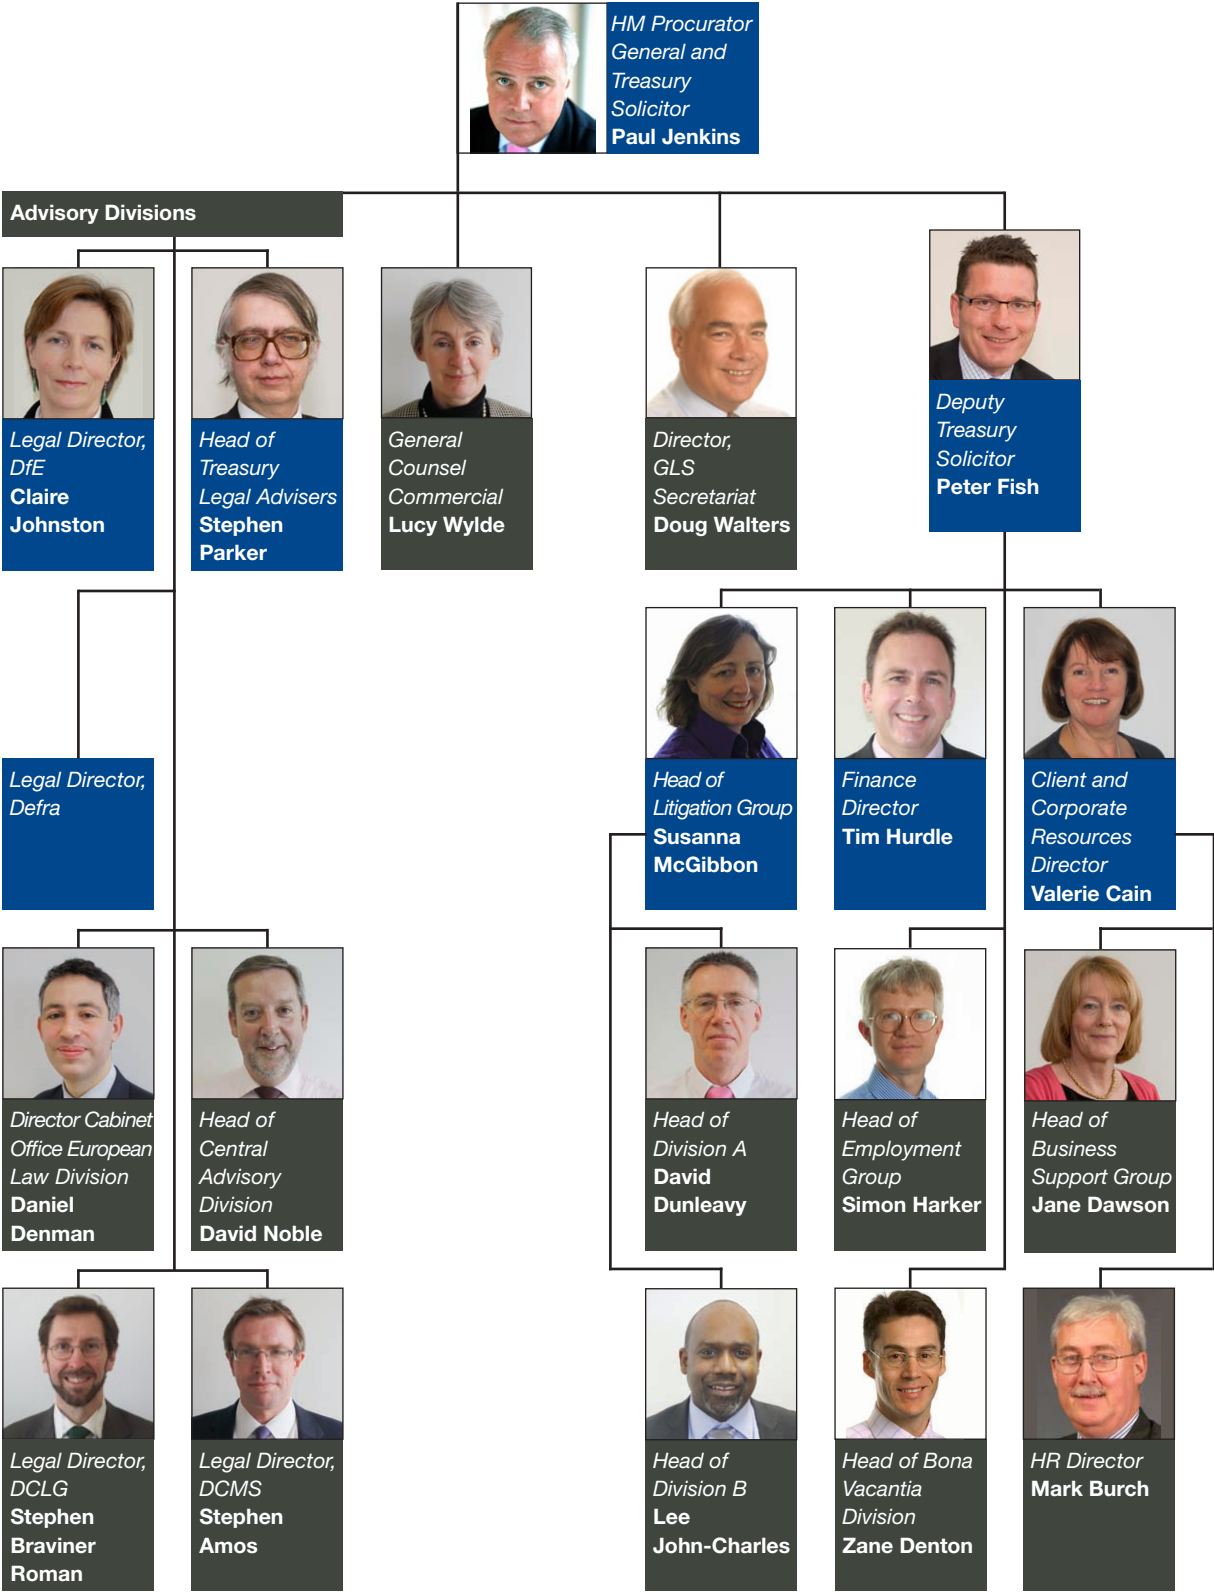 HM Procurator
General and
Treasury
Solicitor
Paul Jenkins
Advisory Divisions
Legal Director,
DfE
Claire
Johnston
Head of
Treasury
Legal Advisers
Stephen
Parker
General
Counsel
Commercial
Lucy Wylde
Director,
GLS
Secretariat
Doug Walters
Deputy
Treasury
Solicitor
Peter Fish
Legal Director,
Defra
Head of
Litigation Group
Susanna
McGibbon
Finance
Director
Tim Hurdle
Client and
Corporate
Resources
Director
Valerie Cain
Director Cabinet
Office European
Law Division
Daniel
Denman
Head of
Central
Advisory
Division
David Noble
Head of
Division A
David
Dunleavy
Head of
Employment
Group
Simon Harker
Head of
Business
Support Group
Jane Dawson
Legal Director,
DCLG
Stephen
Braviner
Roman
Legal Director,
DCMS
Stephen
Amos
Head of
Division B
Lee
John-Charles
Head of Bona
Vacantia
Division
Zane Denton
HR Director
Mark Burch